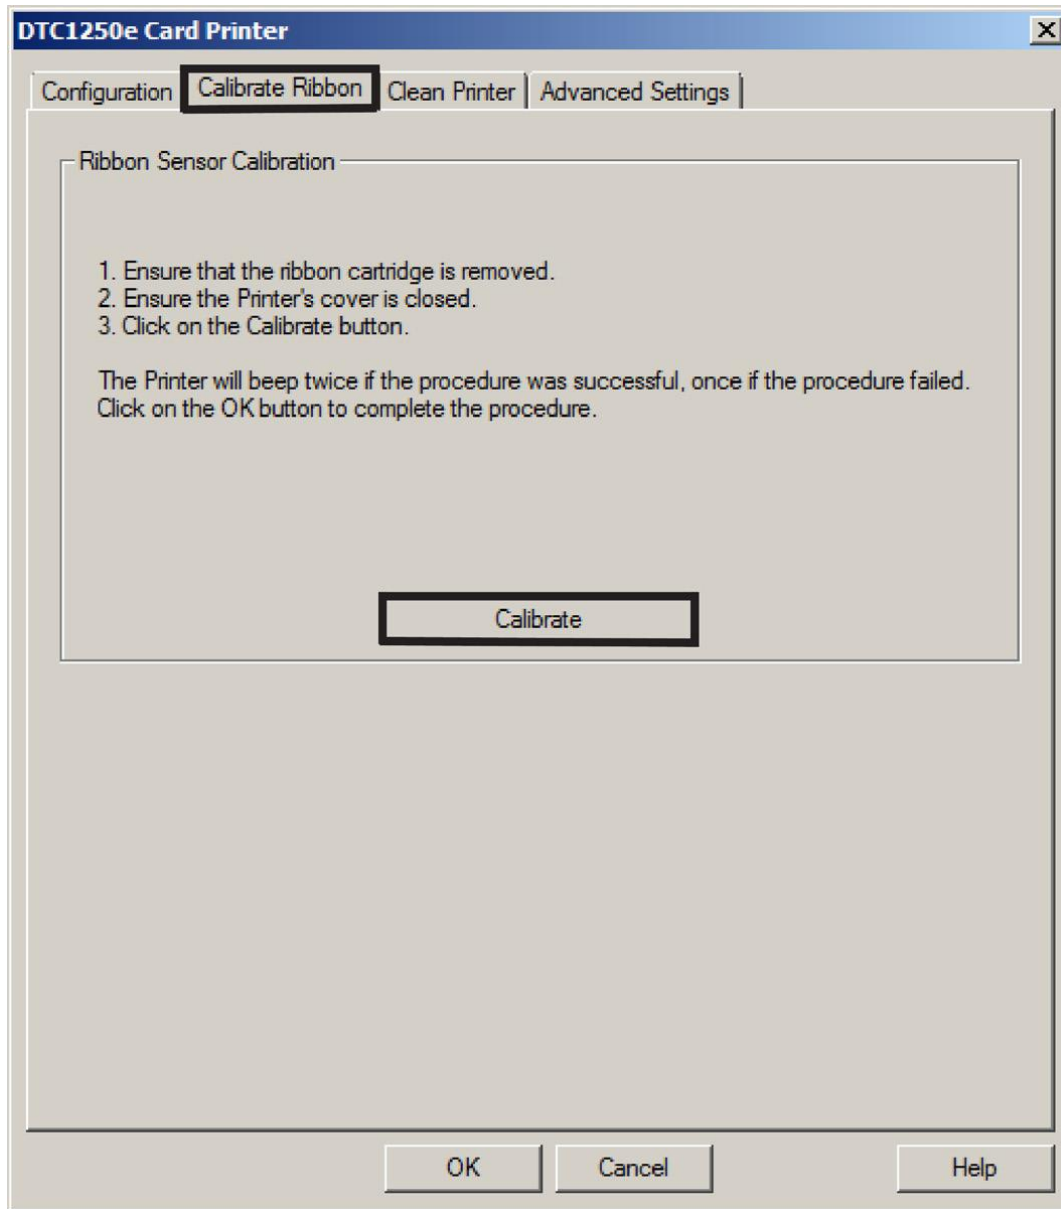 DTC1250e Card Printer
Configuration Calibrate Ribbon Clean Printer Advanced Settings
Ribbon Sensor Calibration
1. Ensure that the ribbon cartridge is removed.
2. Ensure the Printer's cover is closed.
3. Click on the Calibrate button.
The Printer will beep twice if the procedure was successful, once if the procedure failed.
Click on the OK button to complete the procedure.
Calibrate
OK Cancel Help